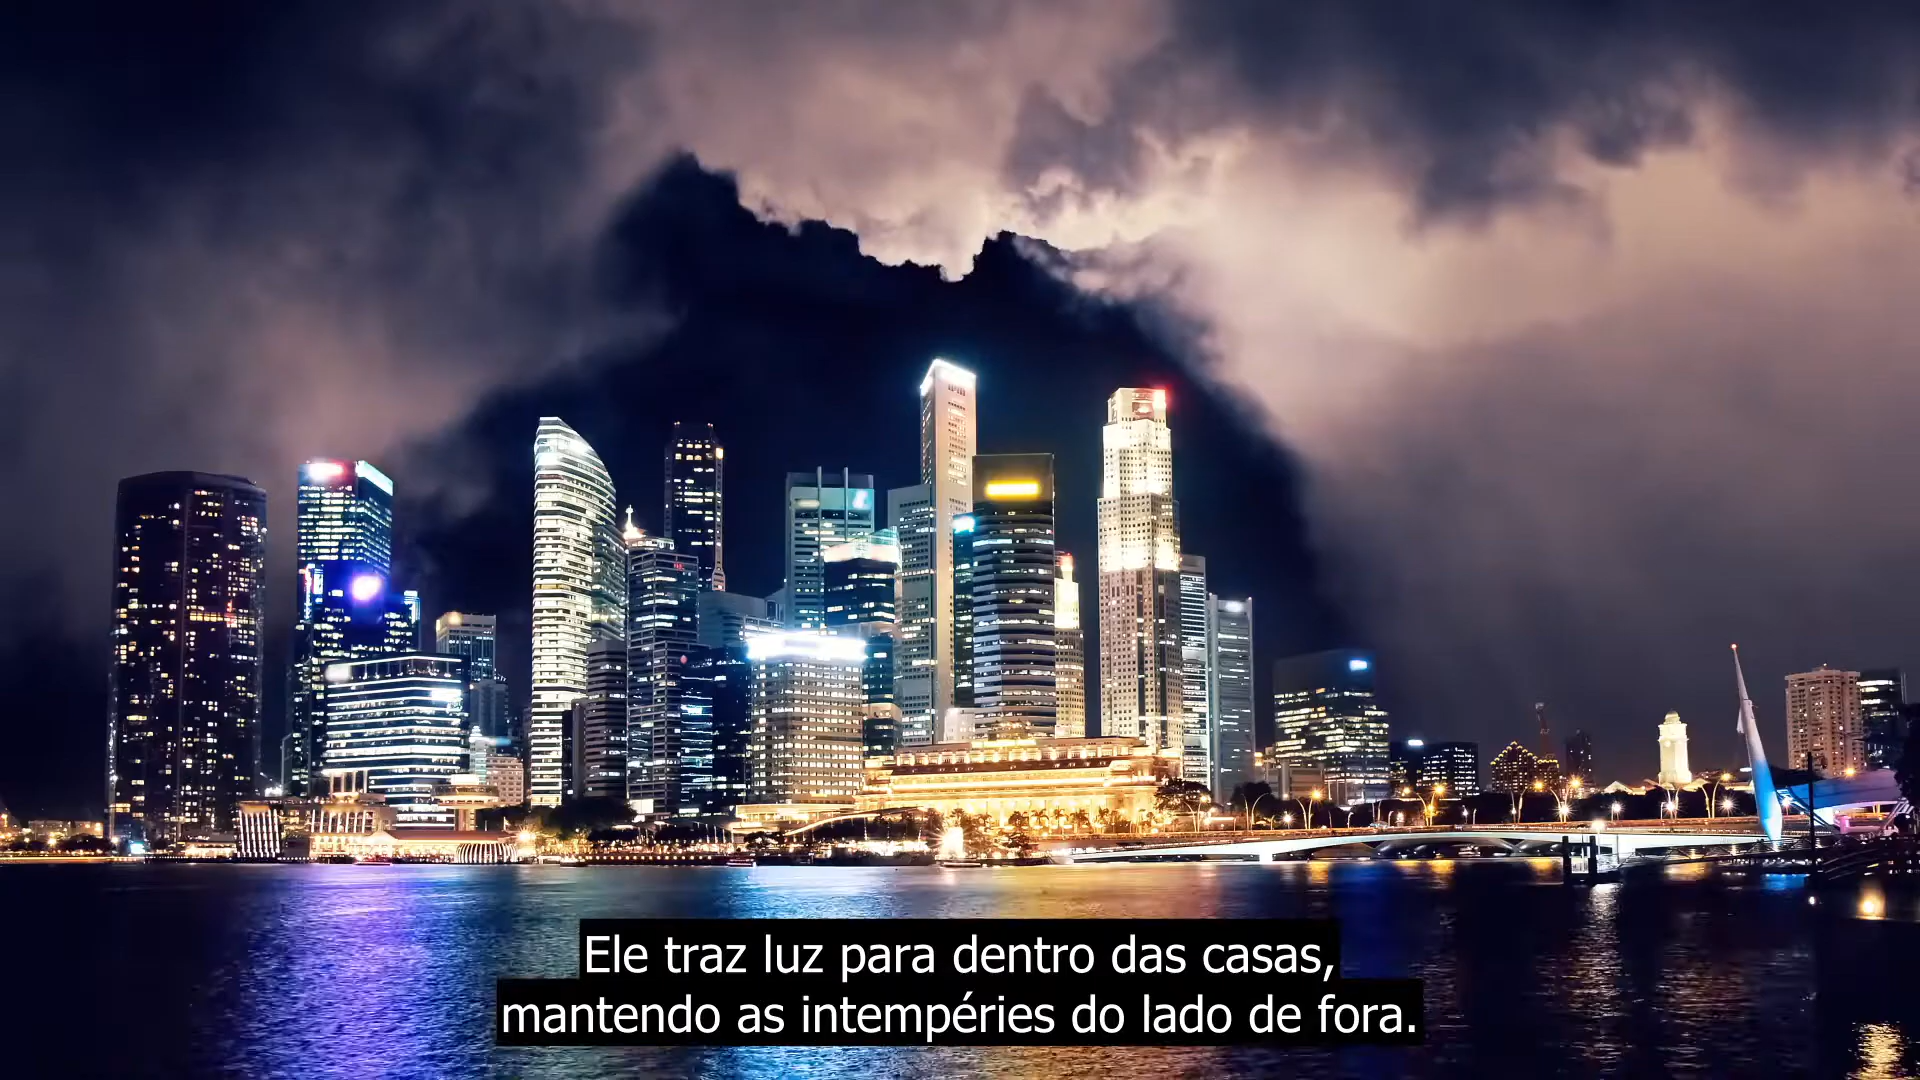 Ele traz luz para dentro das casas,
mantendo as intempéries do lado de fora.